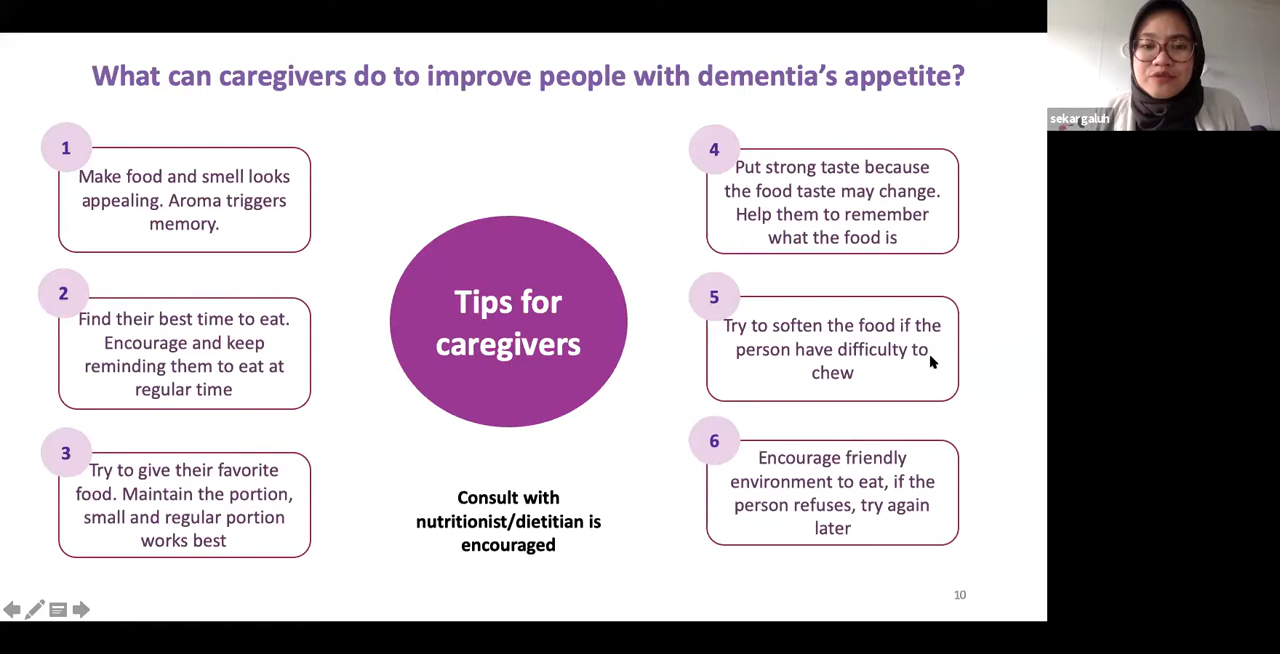 What can caregivers do to improve people with dementia's appetite?
1
Make food and smell looks
appealing. Aroma triggers
memory.
2
Find their best time to eat.
Encourage and keep
reminding them to eat at
regular time
3
Try to give their favorite
food. Maintain the portion,
small and regular portion
works best
Tips for
caregivers
Consult with
nutritionist/dietitian is
encouraged
4
Put strong taste because
the food taste may change.
Help them to remember
what the food is
5
Try to soften the food if the
person have difficulty to
chew
6
Encourage friendly
environment to eat, if the
person refuses, try again
later
10
sekargaluh